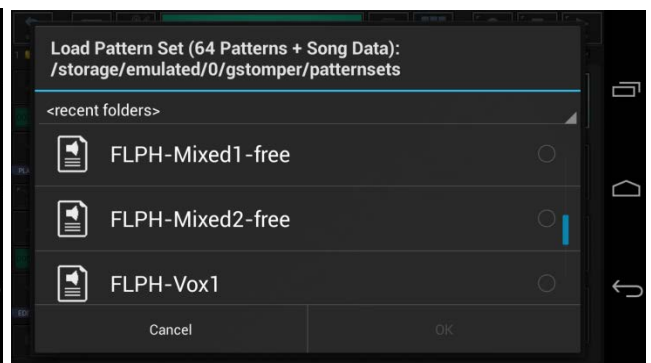 Load Pattern Set (64 Patterns +
Song Data):
/storage/emulated/0/gstomper/patternsets
<recent folders>
FLPH-Mixed1-free
FLPH-Mixed2-free
FLPH-Vox1
Cancel
OK